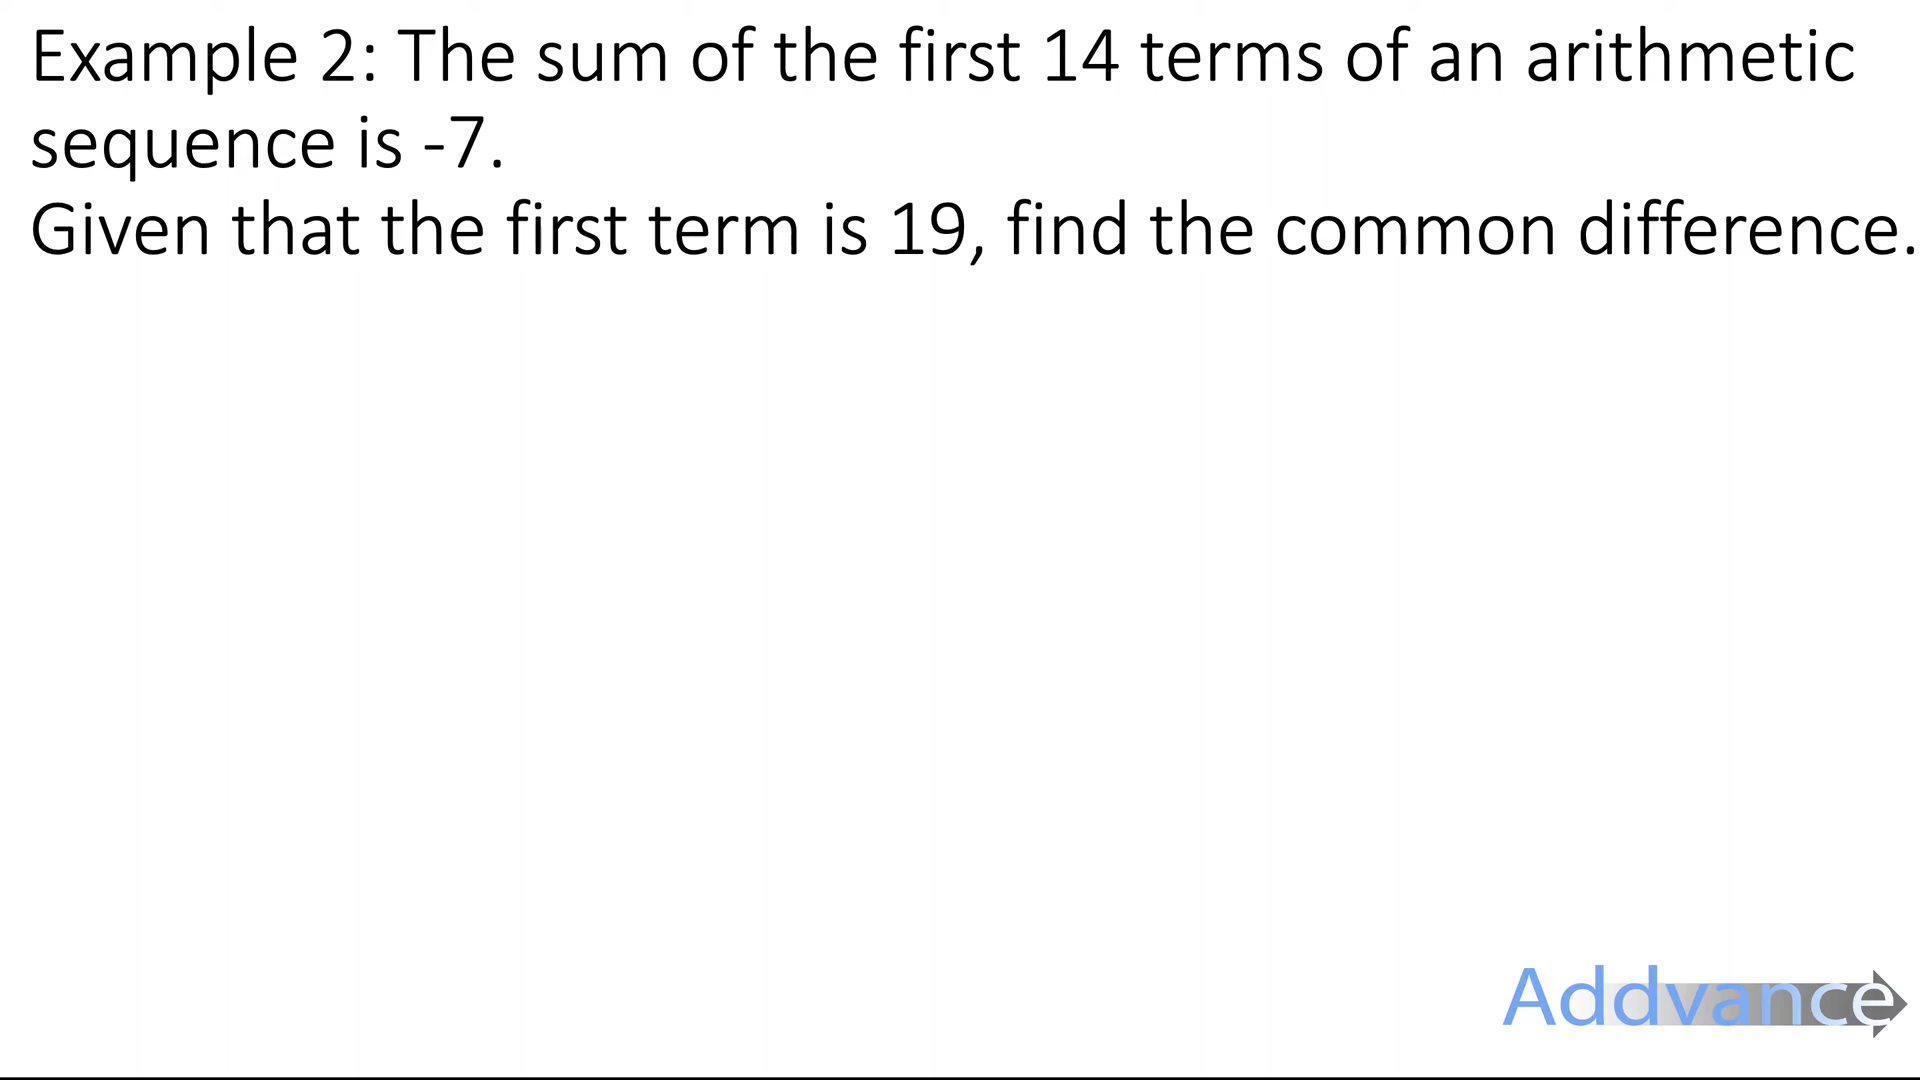 Example 2: The sum of the first 14 terms of an arithmetic
sequence is -7.
Given that the first term is 19, find the common difference.
Addvance